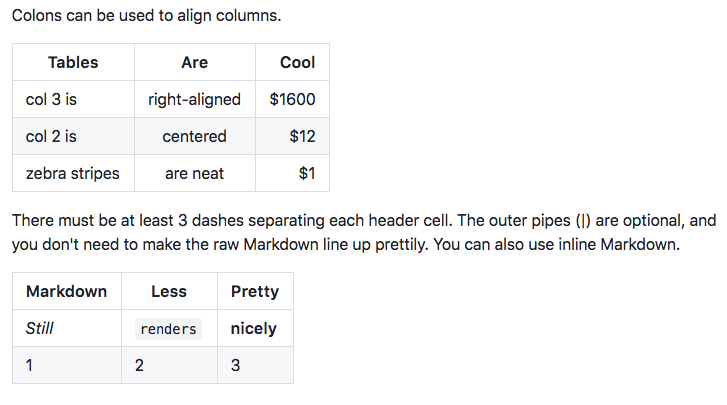 Colons can be used to align columns.
Tables Are Cool
col 3 is right-aligned $1600
col 2 is centered $12
zebra stripes are neat $1
There must be at least 3 dashes separating each header cell. The outer pipes (|) are optional, and
you don't need to make the raw Markdown line up prettily. You can also use inline Markdown.
Markdown Less Pretty
Still renders nicely
1 2 3